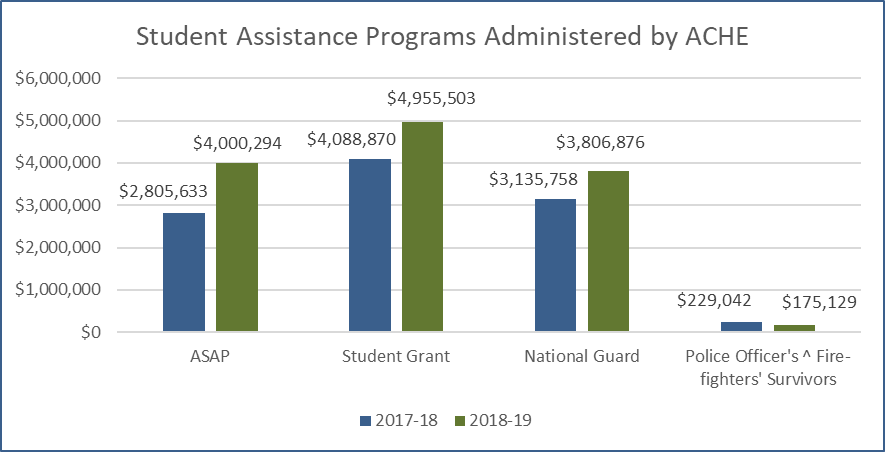 Student Assistance Programs Administered by ACHE
$6,000,000
$5,000,000
$4,000,000
$3,000,000
$2,000,000
$1,000,000
$0
$2,805,633
$4,000,294
$4,088,870
$4,955,503
$3,135,758
$3,806,876
$229,042
$175,129
ASAP
Student Grant
National Guard
Police Officer's ^ Fire-
fighters' Survivors
2017-18
2018-19